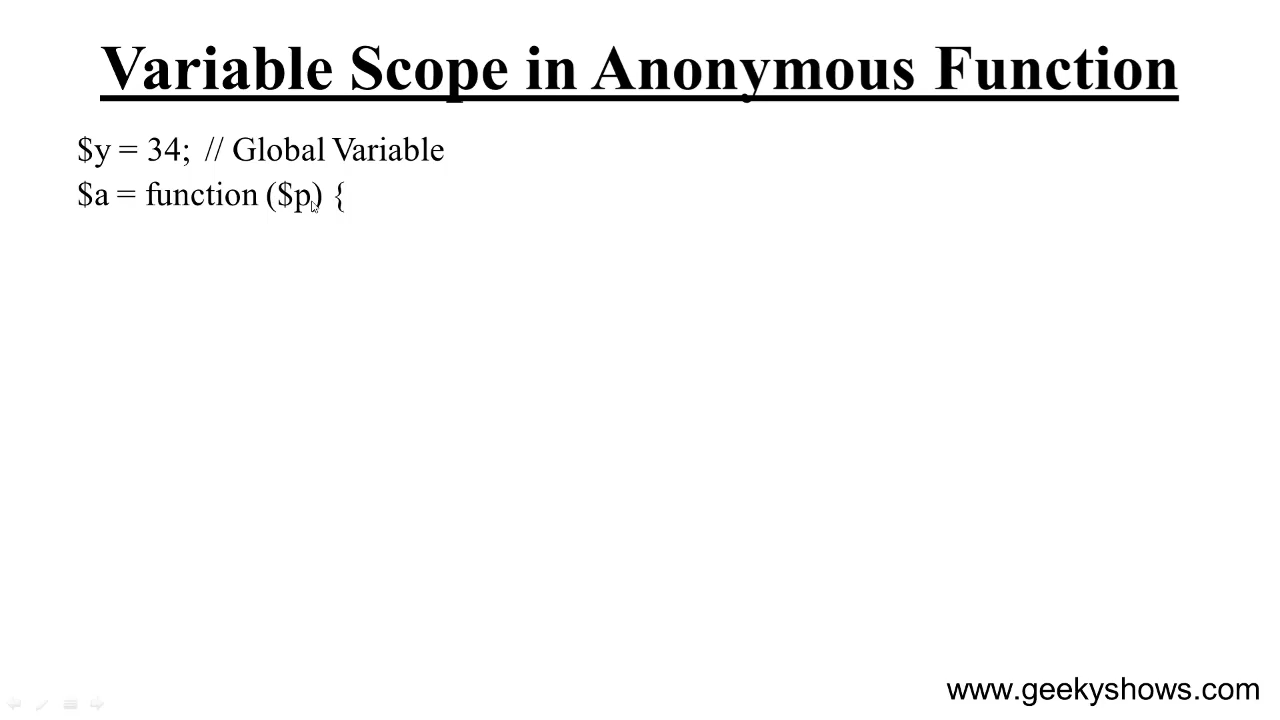 Variable Scope in Anonymous Function
$y = 34;  // Global Variable
$a = function ($p) {
www.geekyshows.com